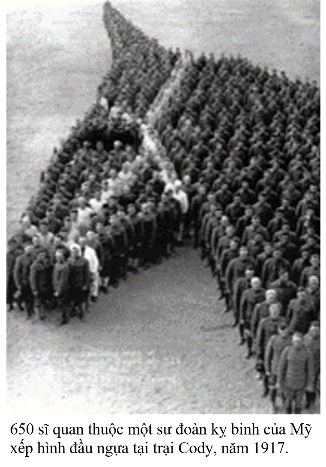 650 sĩ quan thuộc một sư đoàn kỵ binh của Mỹ
xếp hình đầu ngựa tại trại Cody, năm 1917.